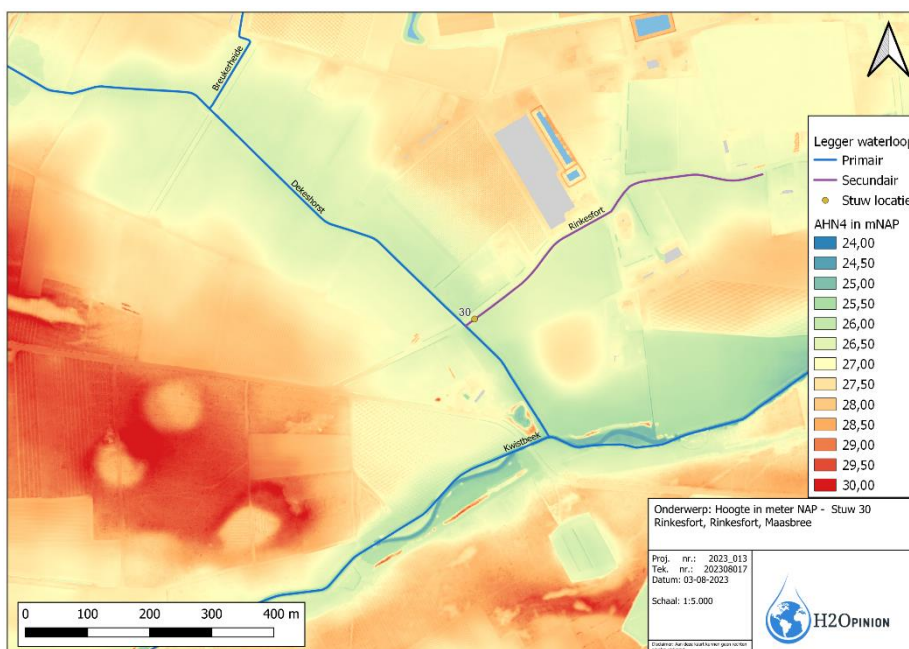 Breukerheide
Dekeshorst
Rinkesfort
30
Kwistbeek
Legger waterloop
Primair
Secundair
Stuw locatie
AHN4 in mNAP
24,00
24,50
25,00
25,50
26,00
26,50
27,00
27,50
28,00
28,50
29,00
29,50
30,00
Onderwerp: Hoogte in meter NAP - Stuw 30
Rinkesfort, Rinkesfort, Maasbree
Proj. nr.: 2023_013
Tek. nr.: 202308017
Datum: 03-08-2023
Schaal: 1:5.000
H2OPINION
0 100 200 300 400 m